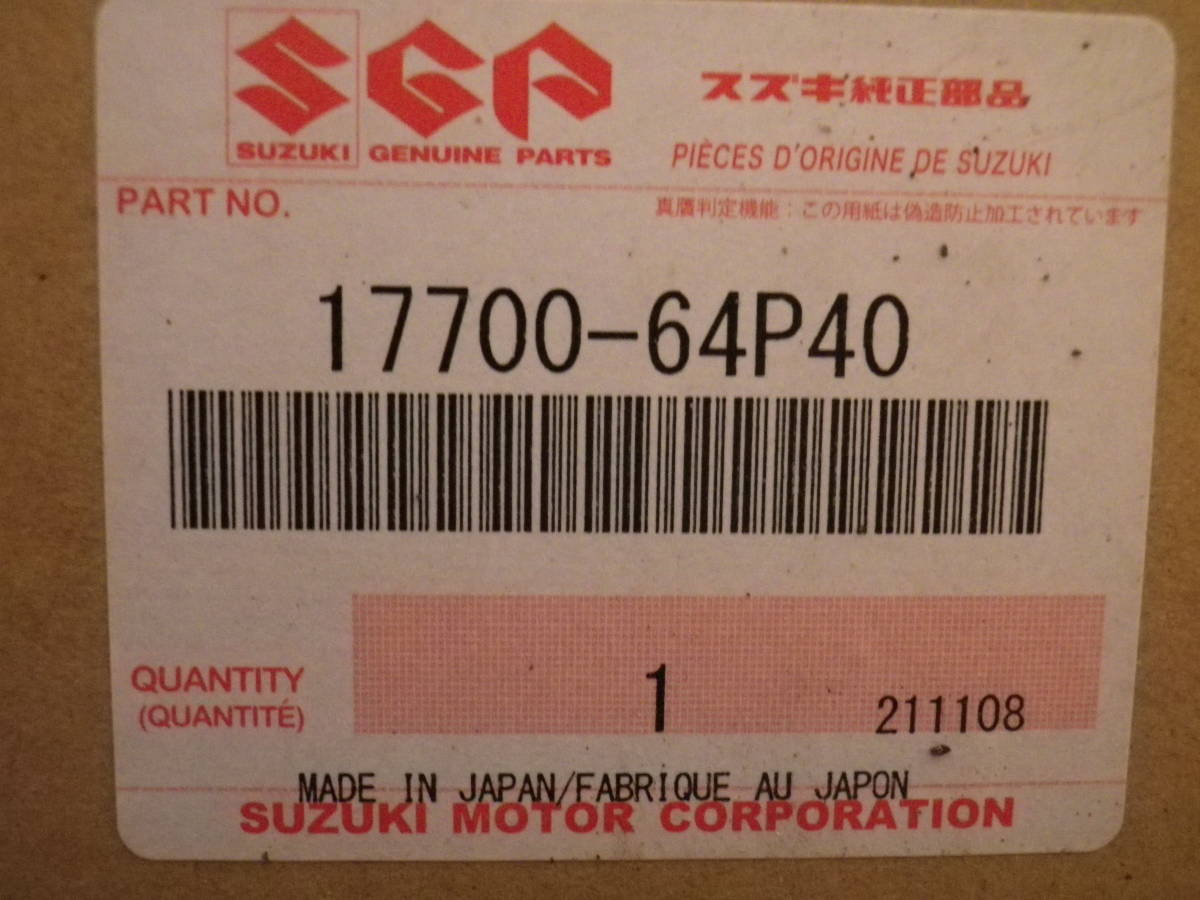 SGP
スズキ純正部品
SUZUKI GENUINE PARTS
PIÈCES D'ORIGINE DE SUZUKI
PART NO.
真贋判定機能：この用紙は偽造防止加工されています
17700-64P40
QUANTITY
(QUANTITÉ)
1
211108
MADE IN JAPAN/FABRIQUE AU JAPON
SUZUKI MOTOR CORPORATION